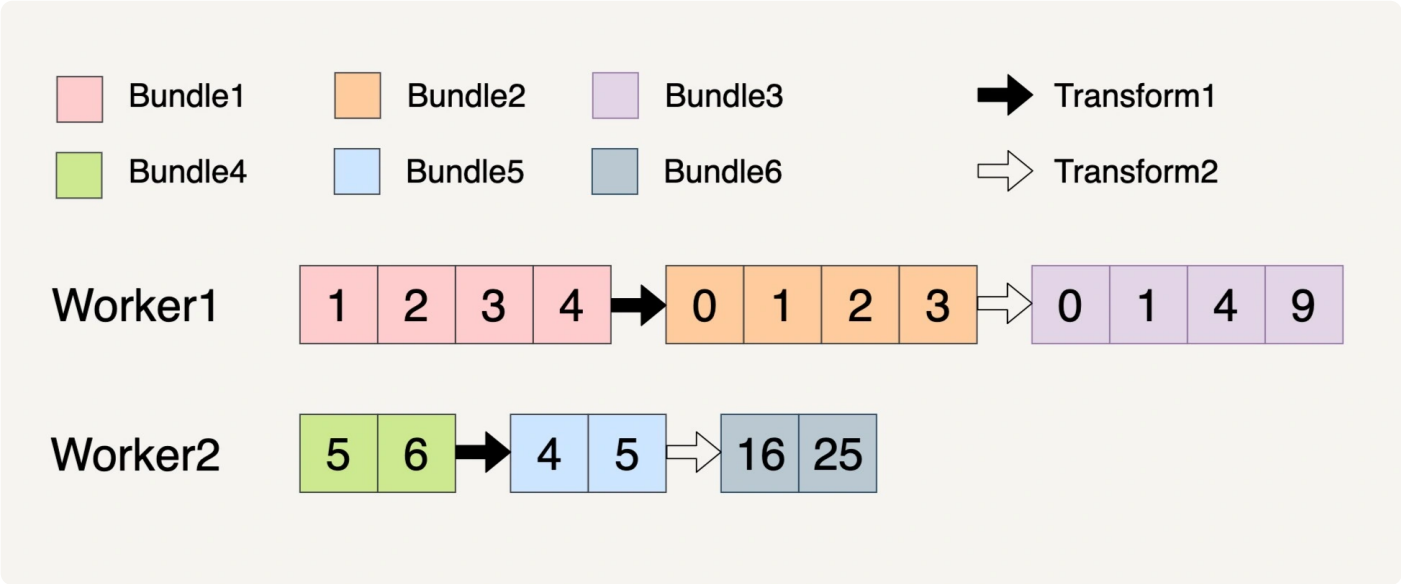 Bundle1 Bundle2 Bundle3 Transform1
Bundle4 Bundle5 Bundle6 Transform2
Worker1 1 2 3 4 0 1 2 3 0 1 4 9
Worker2 5 6 4 5 16 25